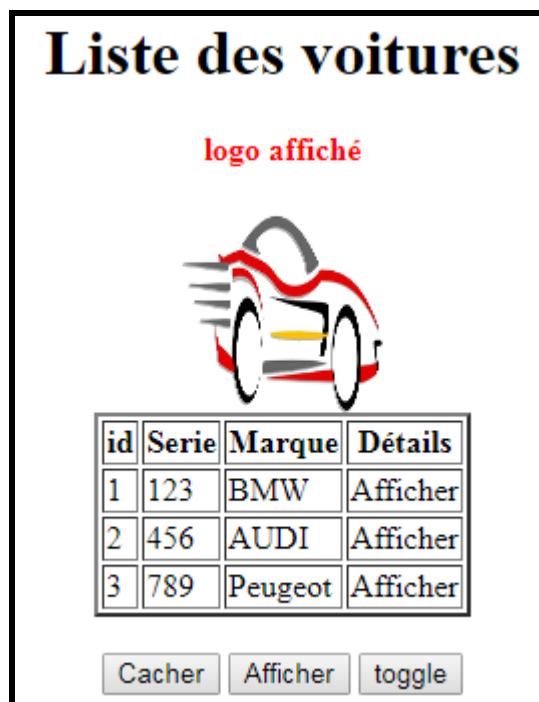 Liste des voitures
logo affiché
id Serie Marque Détails
1 123 BMW Afficher
2 456 AUDI Afficher
3 789 Peugeot Afficher
Cacher Afficher toggle